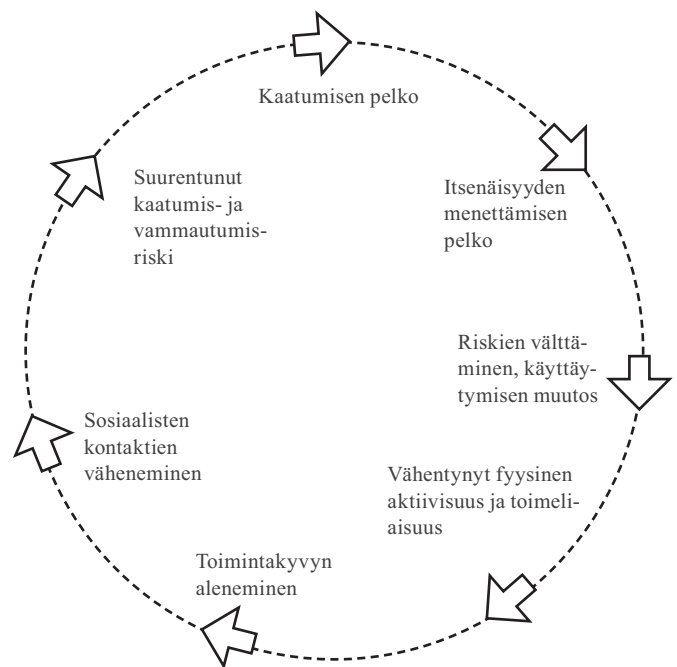 Kaatumisen pelko
Itsenäisyyden
menettämisen
pelko
Riskien välttä-
minen, käyttäy-
tymisen muutos
Vähentynyt fyysinen
aktiivisuus ja toimeli-
aisuus
Toimintakyvyn
aleneminen
Sosiaalisten
kontaktien
väheneminen
Suurentunut
kaatumis- ja
vammautumis-
riski